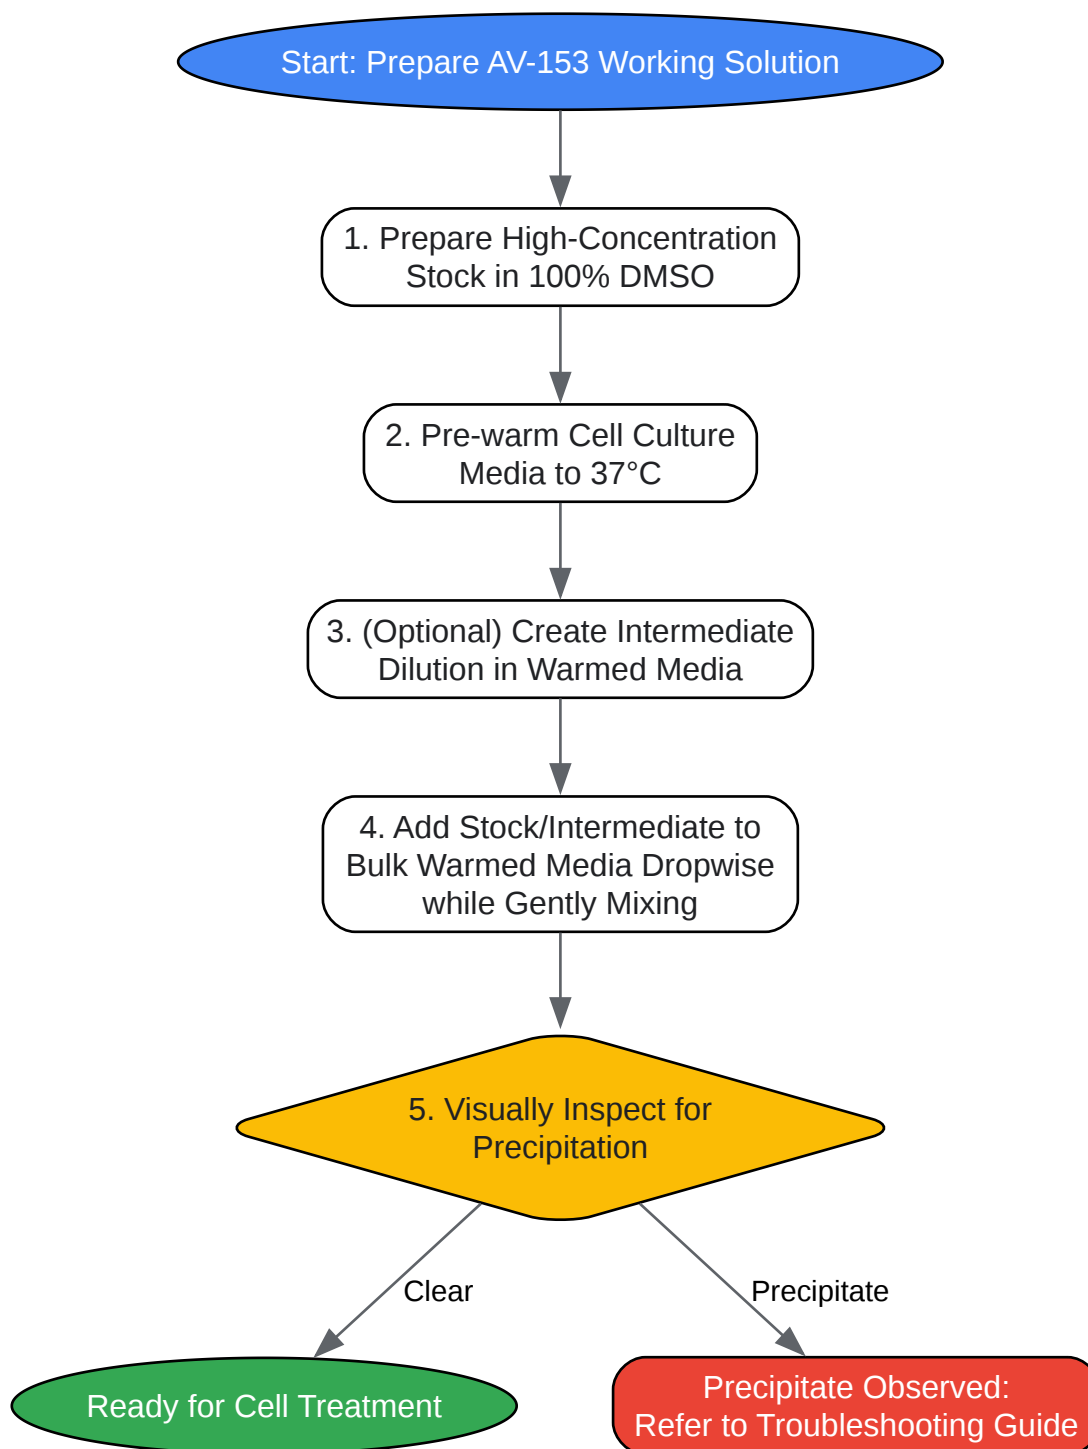 Start: Prepare AV-153 Working Solution
1. Prepare High-Concentration
Stock in 100% DMSO
2. Pre-warm Cell Culture
Media to 37°C
3. (Optional) Create Intermediate
Dilution in Warmed Media
4. Add Stock/Intermediate to
Bulk Warmed Media Dropwise
while Gently Mixing
5. Visually Inspect for
Precipitation
Clear
Precipitate
Ready for Cell Treatment
Precipitate Observed:
Refer to Troubleshooting Guide